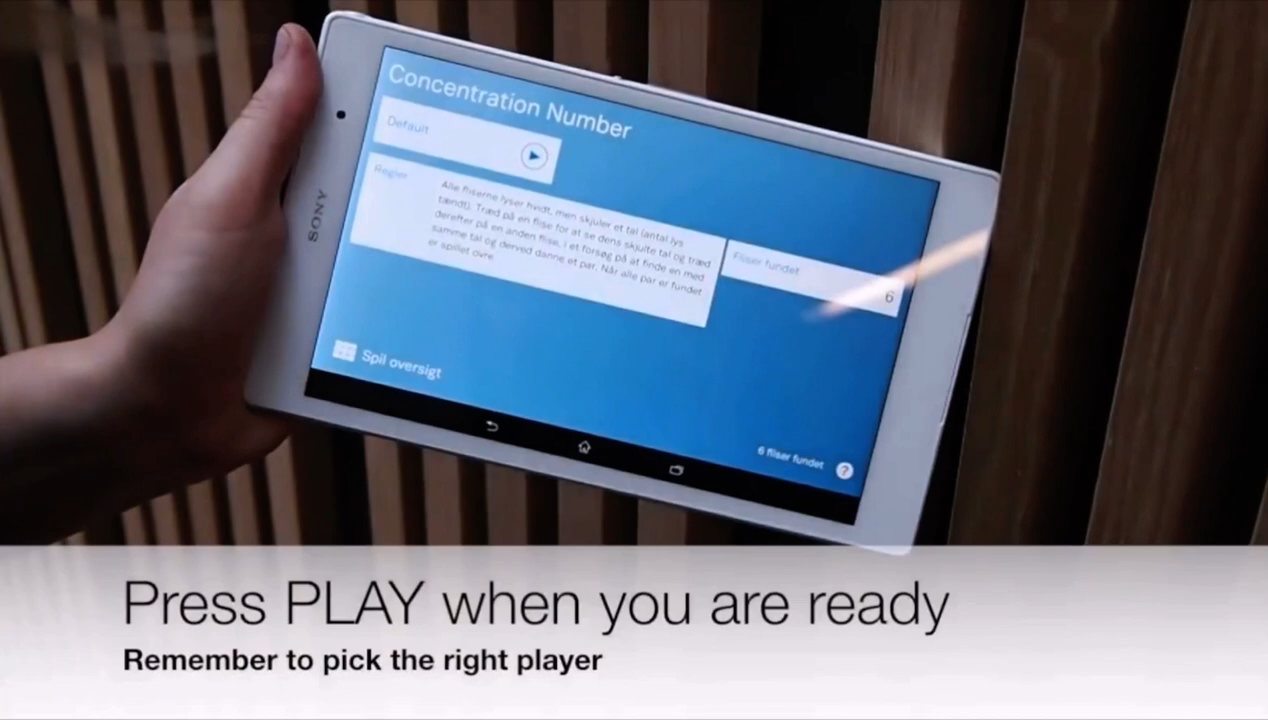 Concentration Number
Default
Regler
Alle fliserne lyser hvidt, men skjuler et tal (antal lys
tændt). Træd på en flise for at se dens skjulte tal og træd
derefter på en anden flise, i et forsøg på at finde en med
samme tal og derved danne et par. Når alle par er fundet
er spillet ovre.
Fliser fundet
6
SONY
Spil oversigt
6 fliser fundet
?
Press PLAY when you are ready
Remember to pick the right player